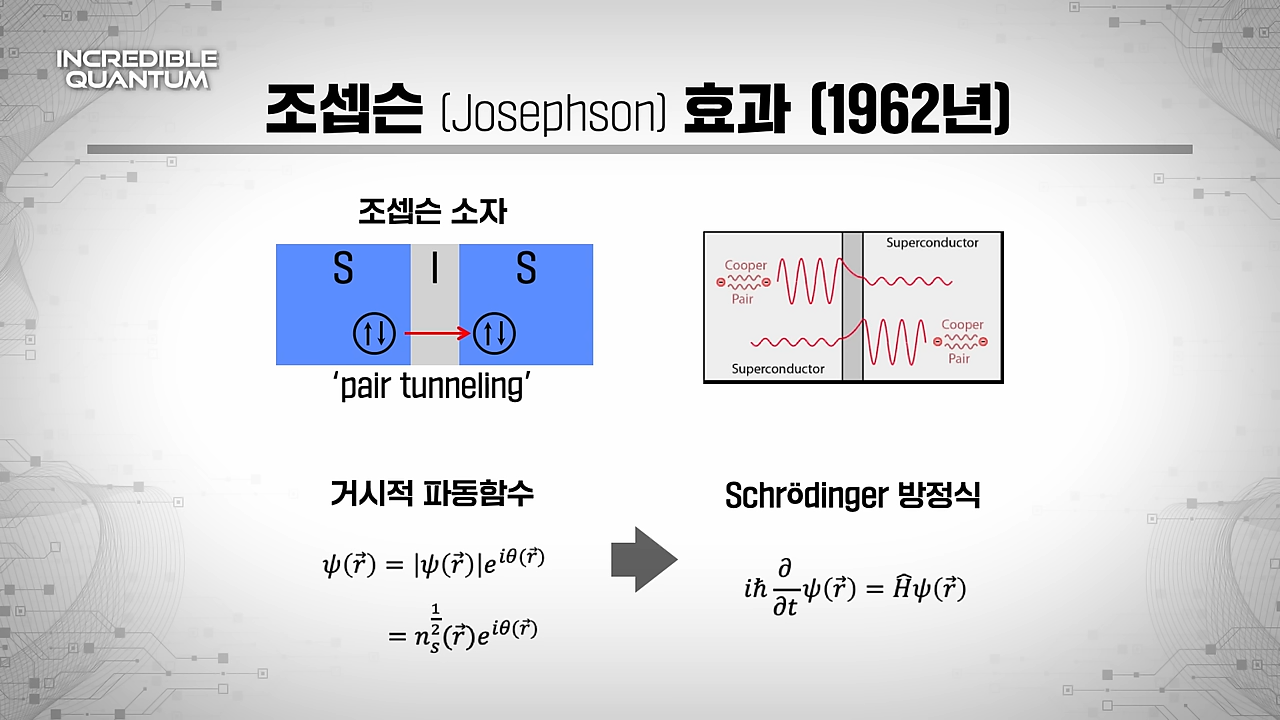 INCREDIBLE
QUANTUM
조셉슨 (Josephson) 효과 (1962년)
조셉슨 소자
S I S
↑↓ ↑↓
'pair tunneling'
Superconductor
Cooper
Pair
Cooper
Pair
Superconductor
거시적 파동함수
ψ(r⃗) = |ψ(r⃗)|e^{iθ(r⃗)}
= n_S^{1/2}(r⃗)e^{iθ(r⃗)}
Schrödinger 방정식
iħ ∂/∂t ψ(r⃗) = Ĥψ(r⃗)